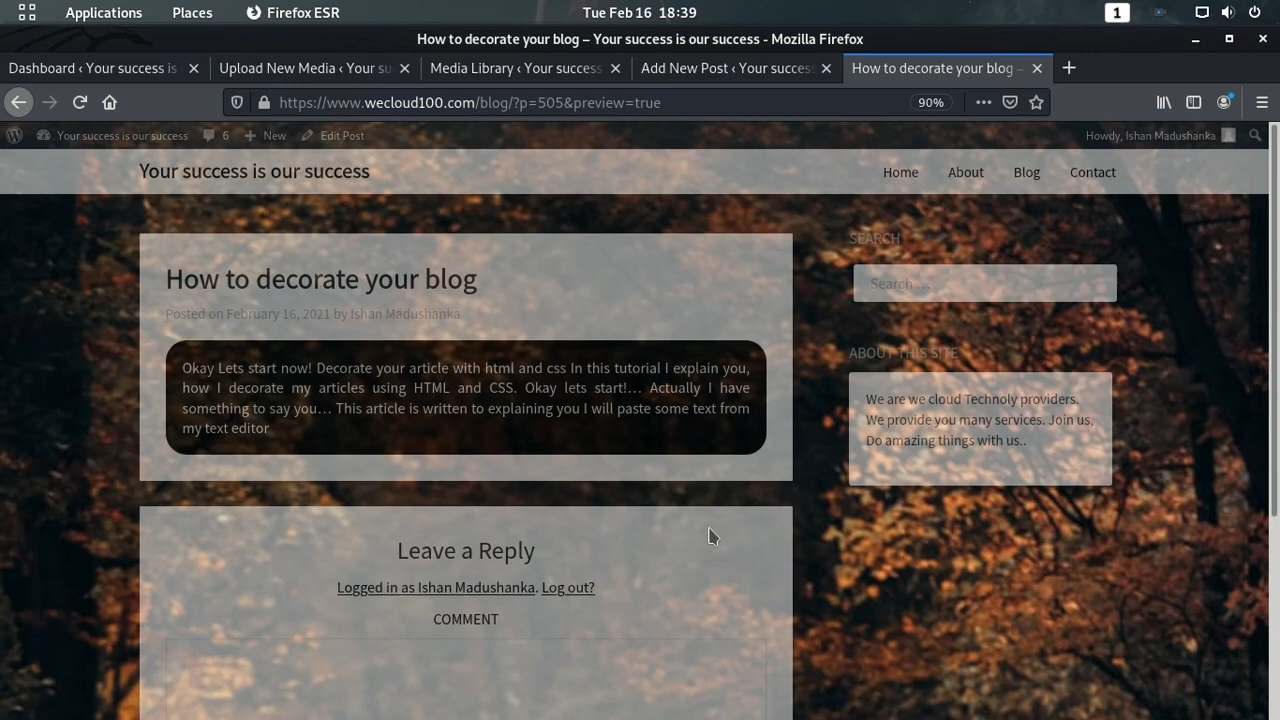 Applications Places Firefox ESR Tue Feb 16 18:39 1
How to decorate your blog – Your success is our success - Mozilla Firefox
Dashboard ‹ Your success is Upload New Media ‹ Your su Media Library ‹ Your success Add New Post ‹ Your success How to decorate your blog –
https://www.wecloud100.com/blog/?p=505&preview=true 90%
Your success is our success 6 New Edit Post Howdy, Ishan Madushanka
Your success is our success Home About Blog Contact
How to decorate your blog
Posted on February 16, 2021 by Ishan Madushanka
Okay Lets start now! Decorate your article with html and css In this tutorial I explain you,
how I decorate my articles using HTML and CSS. Okay lets start!… Actually I have
something to say you… This article is written to explaining you I will paste some text from
my text editor
Leave a Reply
Logged in as Ishan Madushanka. Log out?
COMMENT
SEARCH
Search …
ABOUT THIS SITE
We are we cloud Technoly providers.
We provide you many services. Join us,
Do amazing things with us..